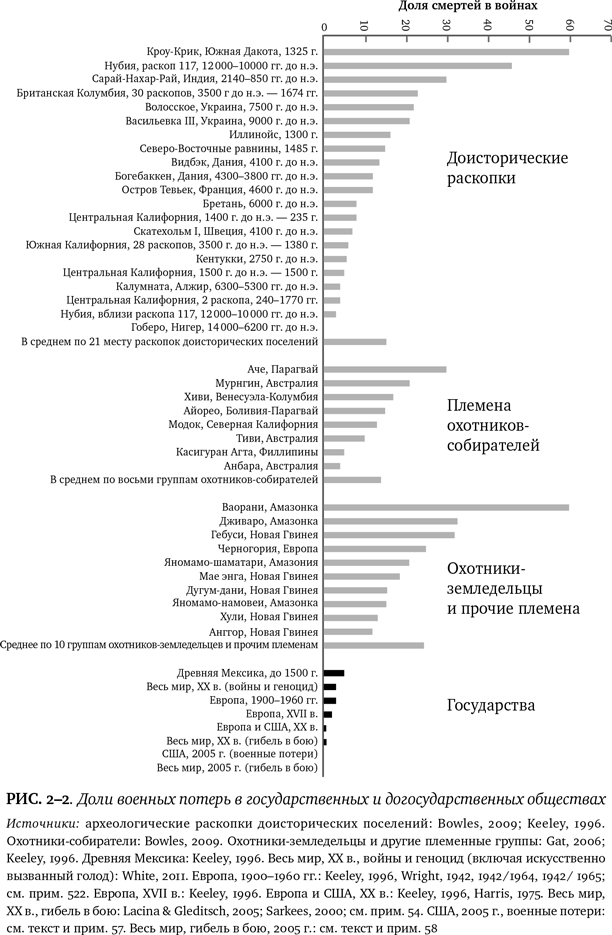 Доля смертей в войнах
0 10 20 30 40 50 60 70
Кроу-Крик, Южная Дакота, 1325 г.
Нубия, раскоп 117, 12 000–10 000 гг. до н.э.
Сарай-Нахар-Рай, Индия, 2140–850 гг. до н.э.
Британская Колумбия, 30 раскопов, 3500 г до н.э. — 1674 гг.
Волосское, Украина, 7500 г. до н.э.
Васильевка III, Украина, 9000 г. до н.э.
Иллинойс, 1300 г.
Северо-Восточные равнины, 1485 г.
Видбэк, Дания, 4100 г. до н.э.
Богебаккен, Дания, 4300–3800 гг. до н.э.
Остров Тевьек, Франция, 4600 г. до н.э.
Бретань, 6000 г. до н.э.
Центральная Калифорния, 1400 г. до н.э. — 235 г.
Скатехольм I, Швеция, 4100 г. до н.э.
Южная Калифорния, 28 раскопов, 3500 г. до н.э. — 1380 г.
Кентукки, 2750 г. до н.э.
Центральная Калифорния, 1500 г. до н.э. — 1500 г.
Калумната, Алжир, 6300–5300 гг. до н.э.
Центральная Калифорния, 2 раскопа, 240–1770 гг.
Нубия, вблизи раскопа 117, 12 000–10 000 гг. до н.э.
Гоберо, Нигер, 14 000–6200 гг. до н.э.
В среднем по 21 месту раскопок доисторических поселений
Доисторические
раскопки
Аче, Парагвай
Мурнгин, Австралия
Хиви, Венесуэла-Колумбия
Айорео, Боливия-Парагвай
Модок, Северная Калифорния
Тиви, Австралия
Касигуран Агта, Филиппины
Анбара, Австралия
В среднем по восьми группам охотников-собирателей
Племена
охотников-
собирателей
Ваорани, Амазонка
Дживаро, Амазонка
Гебуси, Новая Гвинея
Черногория, Европа
Яномамо-шаматари, Амазония
Мае энга, Новая Гвинея
Дугум-дани, Новая Гвинея
Яномамо-намовеи, Амазонка
Хули, Новая Гвинея
Анггор, Новая Гвинея
Среднее по 10 группам охотников-земледельцев и прочим племенам
Охотники-
земледельцы
и прочие племена
Древняя Мексика, до 1500 г.
Весь мир, XX в. (войны и геноцид)
Европа, 1900–1960 гг.
Европа, XVII в.
Европа и США, XX в.
Весь мир, XX в. (гибель в бою)
США, 2005 г. (военные потери)
Весь мир, 2005 г. (гибель в бою)
Государства
РИС. 2–2. Доли военных потерь в государственных и догосударственных обществах
Источники: археологические раскопки доисторических поселений: Bowles, 2009; Keeley, 1996.
Охотники-собиратели: Bowles, 2009. Охотники-земледельцы и другие племенные группы: Gat, 2006;
Keeley, 1996. Древняя Мексика: Keeley, 1996. Весь мир, XX в., войны и геноцид (включая искусственно
вызванный голод): White, 2011. Европа, 1900–1960 гг.: Keeley, 1996, Wright, 1942, 1942/1964, 1942/ 1965;
см. прим. 522. Европа, XVII в.: Keeley, 1996. Европа и США, XX в.: Keeley, 1996, Harris, 1975. Весь мир,
XX в., гибель в бою: Lacina & Gleditsch, 2005; Sarkees, 2000; см. прим. 54. США, 2005 г., военные потери:
см. текст и прим. 57. Весь мир, гибель в бою, 2005 г.: см. текст и прим. 58